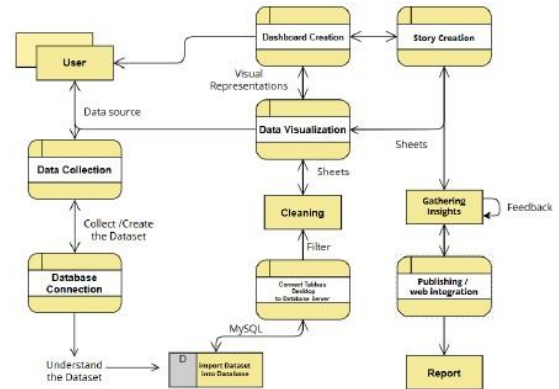 Dashboard Creation
Story Creation
User
Visual
Representations
Data source
Data Visualization
Sheets
Data Collection
Sheets
Cleaning
Gathering
Insights
Feedback
Collect /Create
the Dataset
Filter
Database
Connection
Connect Tableau
Desktop
to Database Server
Publishing /
web integration
MySQL
Understand
the Dataset
D
Import Dataset
Into Database
Report